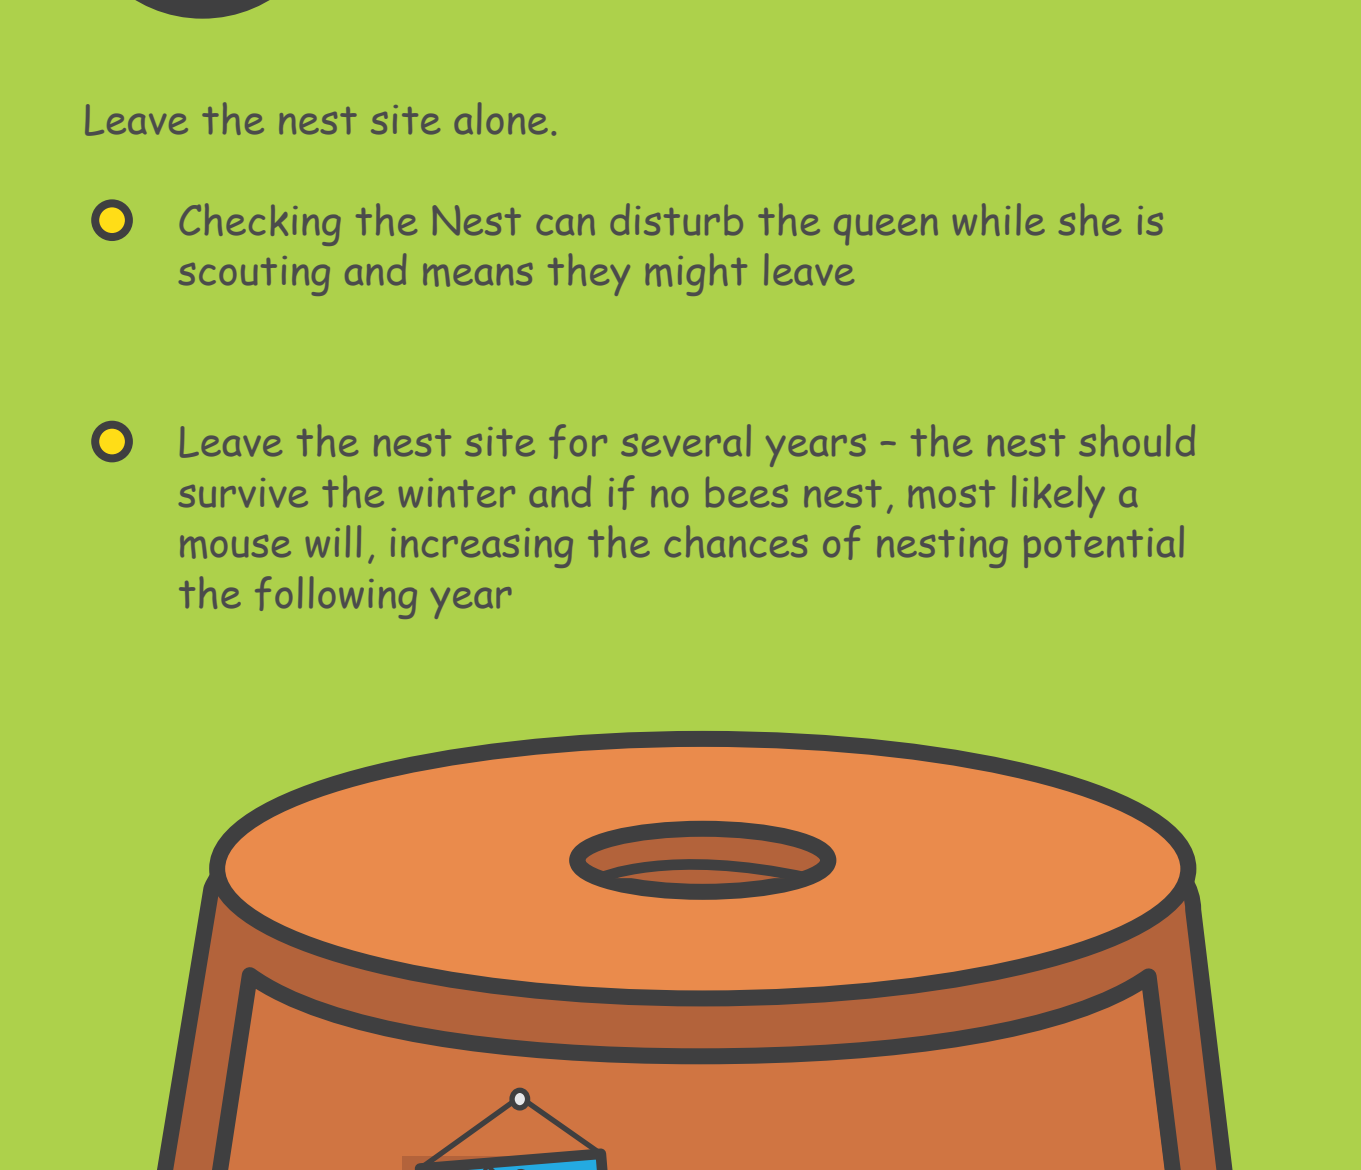 Leave the nest site alone.
Checking the Nest can disturb the queen while she is
scouting and means they might leave
Leave the nest site for several years – the nest should
survive the winter and if no bees nest, most likely a
mouse will, increasing the chances of nesting potential
the following year